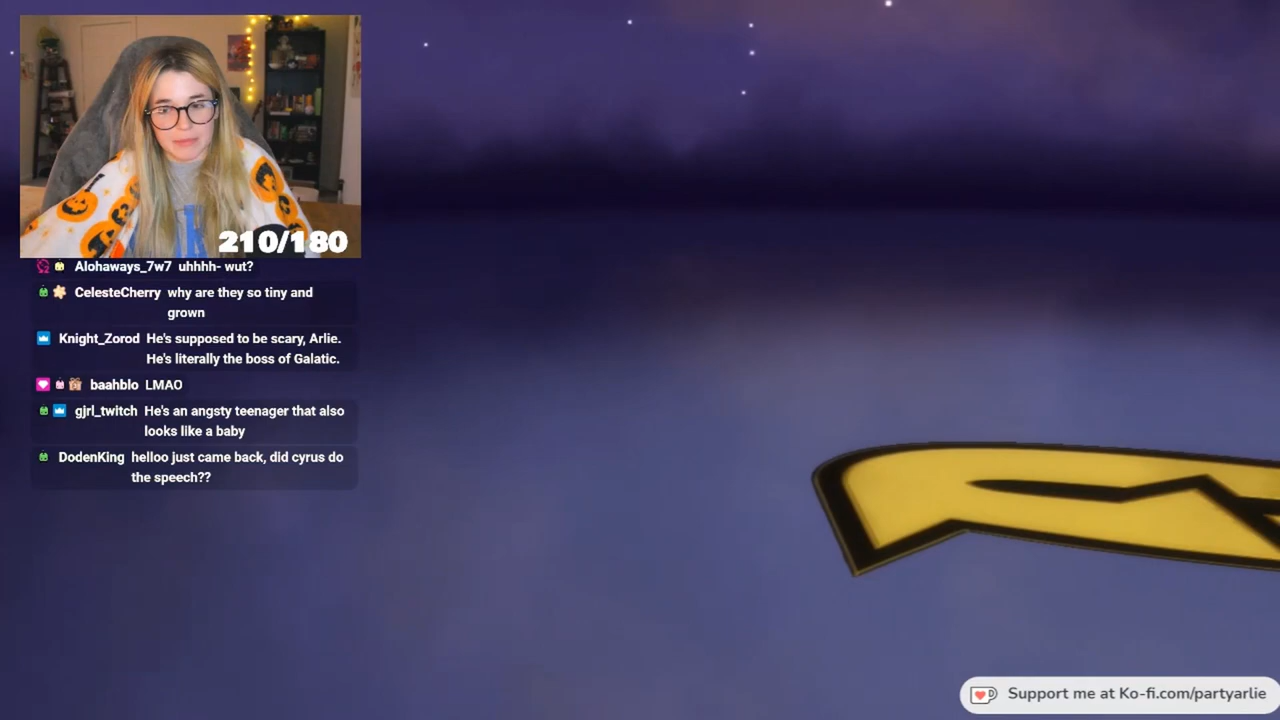 210/180
Alohaways_7w7 uhhhh- wut?
CelesteCherry why are they so tiny and
grown
Knight_Zorod He's supposed to be scary, Arlie.
He's literally the boss of Galatic.
baahblo LMAO
gjrl_twitch He's an angsty teenager that also
looks like a baby
DodenKing helloo just came back, did cyrus do
the speech??
Support me at Ko-fi.com/partyarlie